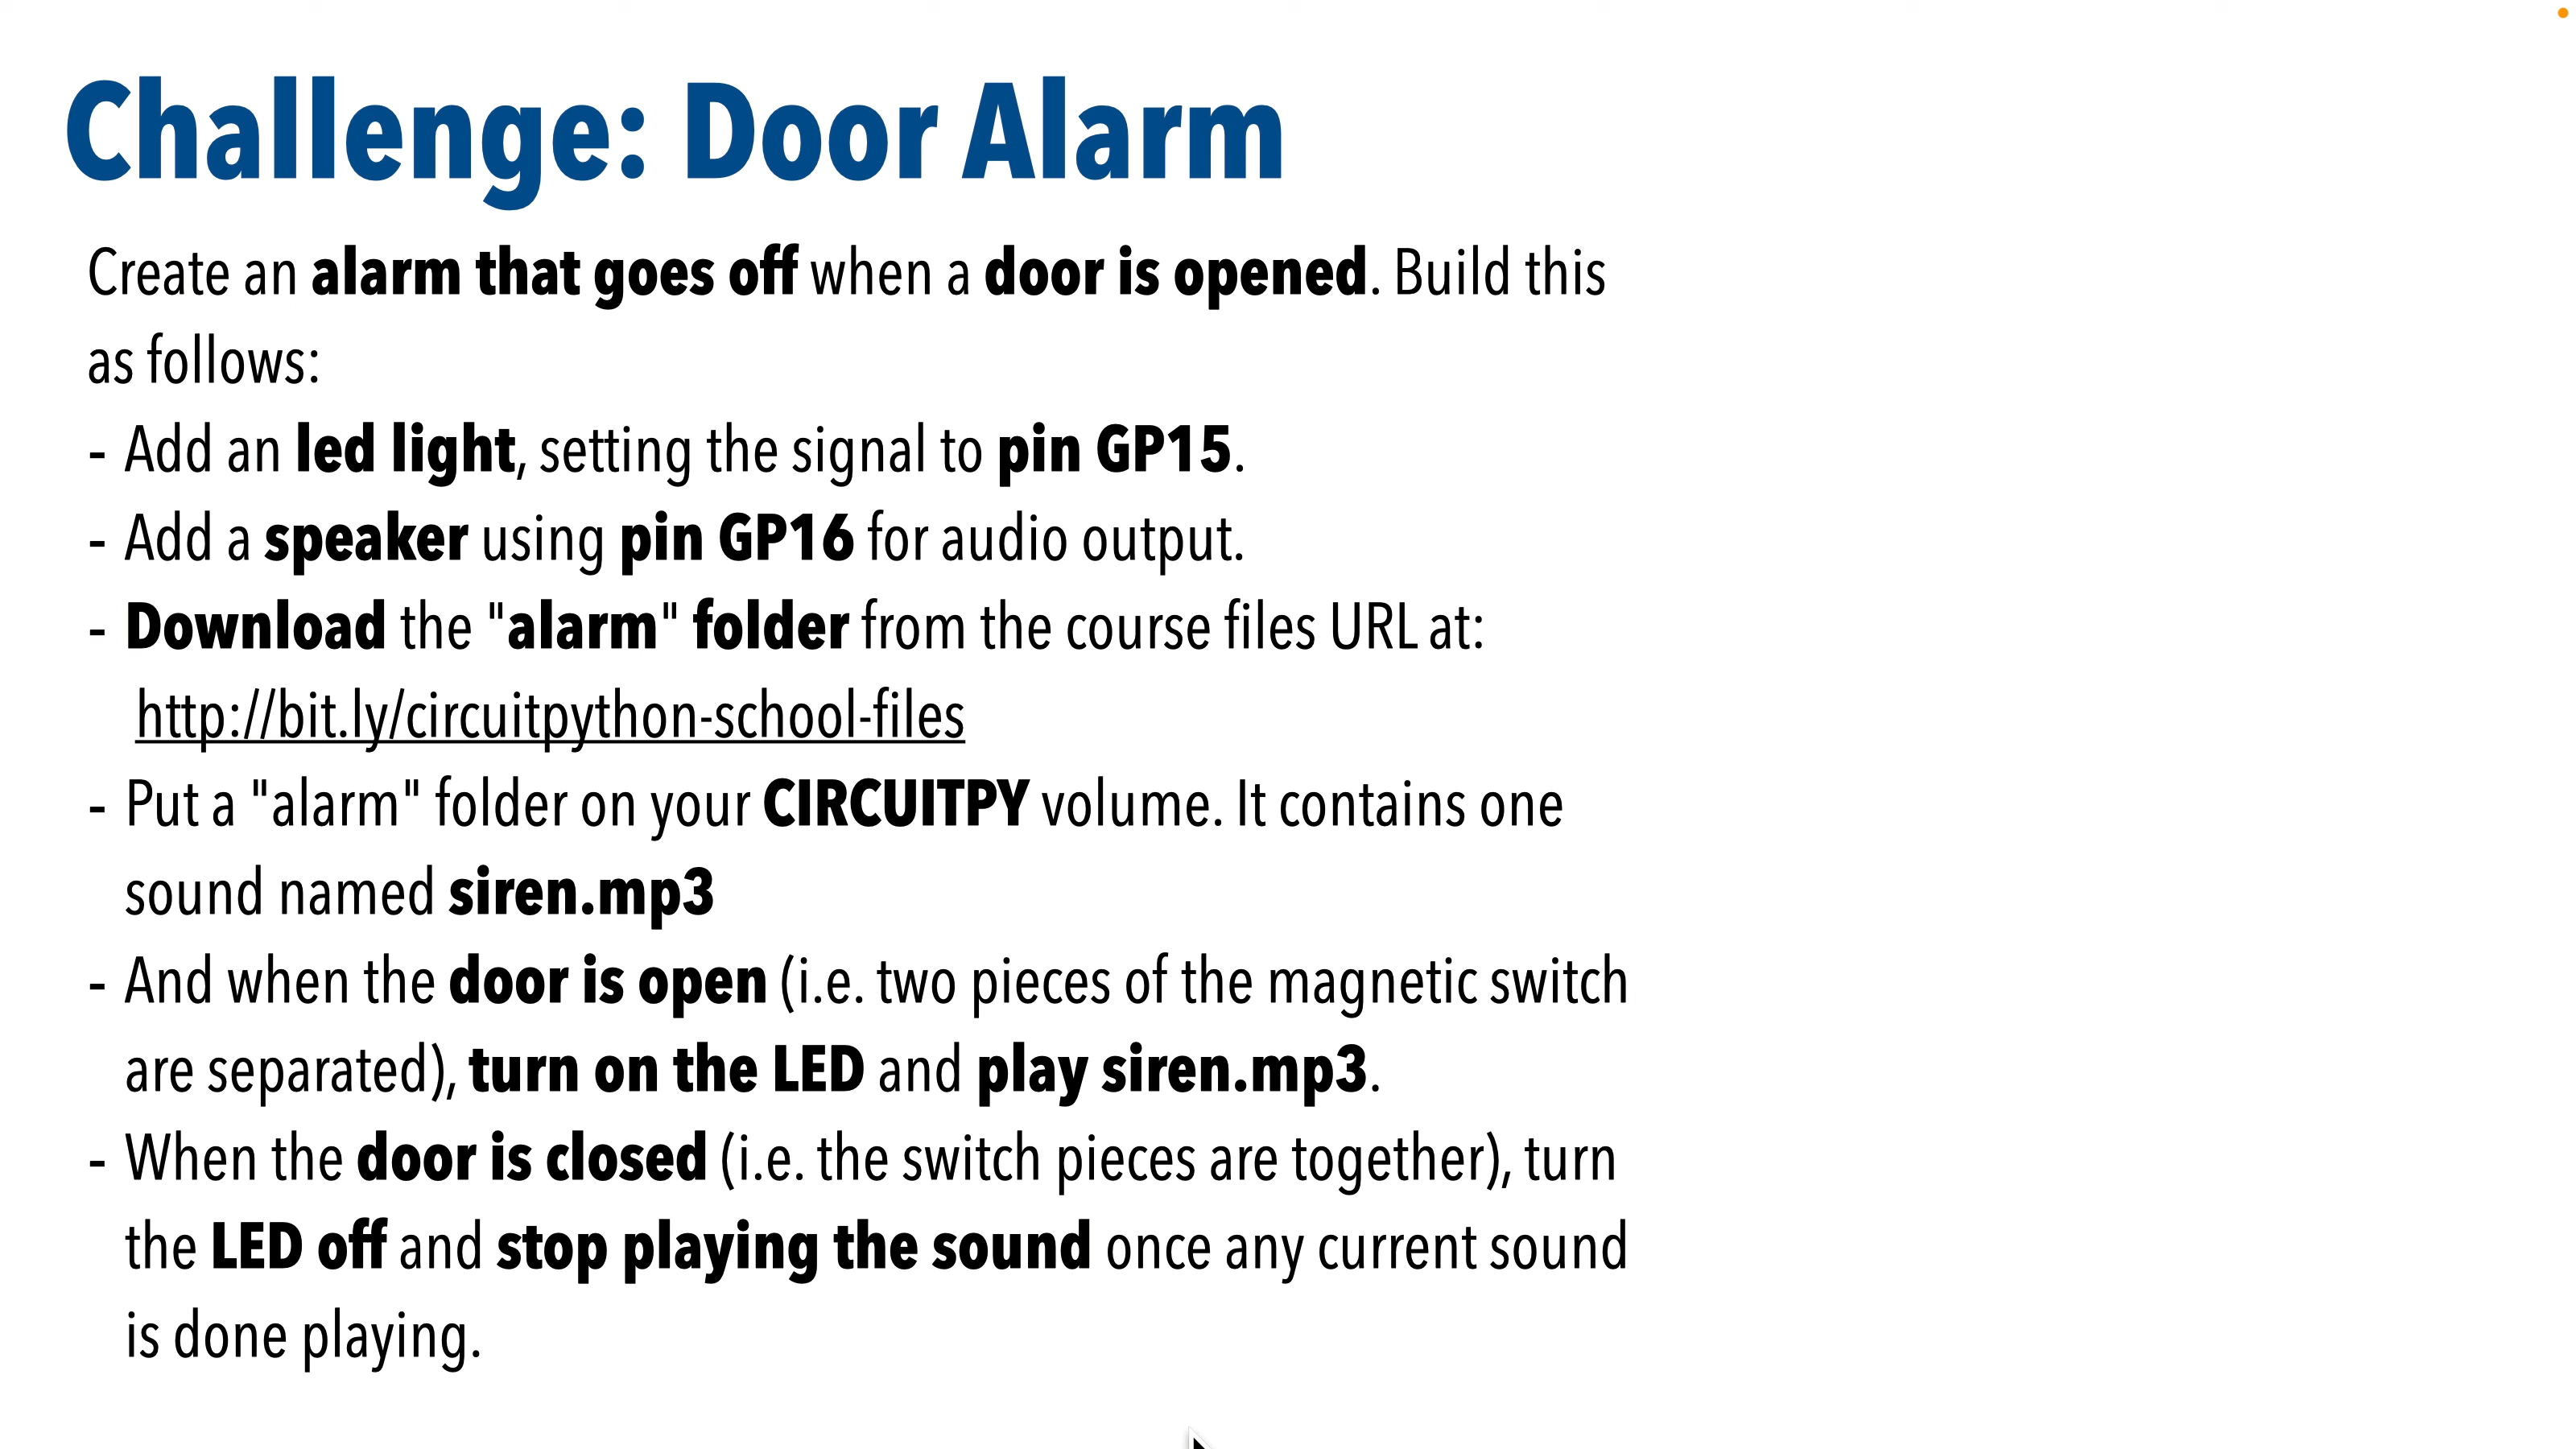 Challenge: Door Alarm
Create an alarm that goes off when a door is opened. Build this
as follows:
- Add an led light, setting the signal to pin GP15.
- Add a speaker using pin GP16 for audio output.
- Download the "alarm" folder from the course files URL at:
http://bit.ly/circuitpython-school-files
- Put a "alarm" folder on your CIRCUITPY volume. It contains one
sound named siren.mp3
- And when the door is open (i.e. two pieces of the magnetic switch
are separated), turn on the LED and play siren.mp3.
- When the door is closed (i.e. the switch pieces are together), turn
the LED off and stop playing the sound once any current sound
is done playing.